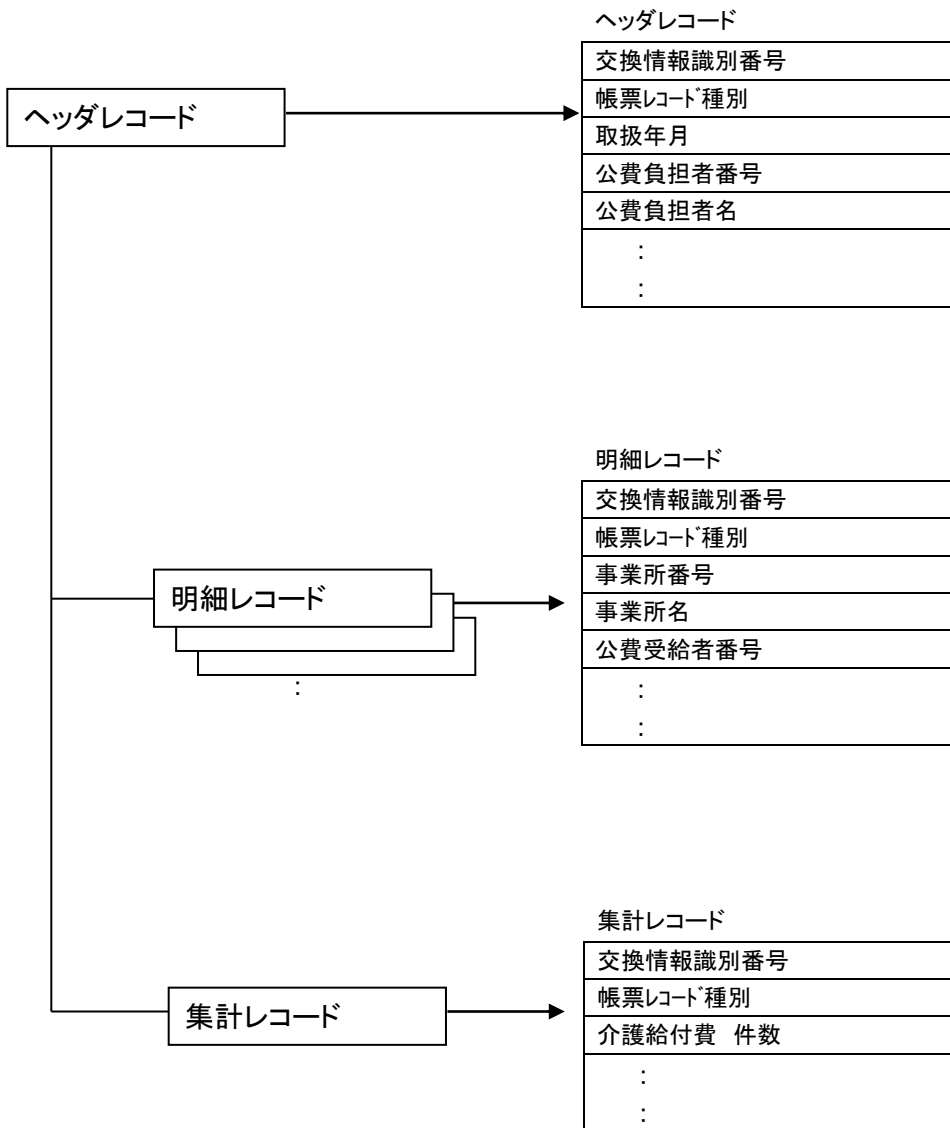 ヘッダレコード
ヘッダレコード
交換情報識別番号
帳票ﾚｺｰﾄﾞ種別
取扱年月
公費負担者番号
公費負担者名
:
:
明細レコード
:
明細レコード
交換情報識別番号
帳票ﾚｺｰﾄﾞ種別
事業所番号
事業所名
公費受給者番号
:
:
集計レコード
集計レコード
交換情報識別番号
帳票ﾚｺｰﾄﾞ種別
介護給付費　件数
:
: